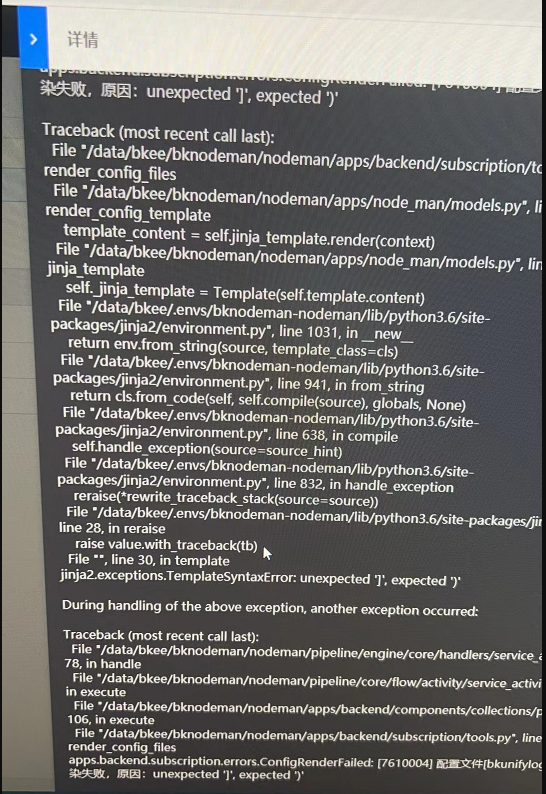 详情
apps.backend.subscription.errors.ConfigRenderFailed: [7610004] 配置文
染失败，原因：unexpected ']', expected ')'
Traceback (most recent call last):
File "/data/bkee/bknodeman/nodeman/apps/backend/subscription/to
render_config_files
File "/data/bkee/bknodeman/nodeman/apps/node_man/models.py", li
render_config_template
template_content = self.jinja_template.render(context)
File "/data/bkee/bknodeman/nodeman/apps/node_man/models.py", lin
jinja_template
self._jinja_template = Template(self.template.content)
File "/data/bkee/.envs/bknodeman-nodeman/lib/python3.6/site-
packages/jinja2/environment.py", line 1031, in __new__
return env.from_string(source, template_class=cls)
File "/data/bkee/.envs/bknodeman-nodeman/lib/python3.6/site-
packages/jinja2/environment.py", line 941, in from_string
return cls.from_code(self, self.compile(source), globals, None)
File "/data/bkee/.envs/bknodeman-nodeman/lib/python3.6/site-
packages/jinja2/environment.py", line 638, in compile
self.handle_exception(source=source_hint)
File "/data/bkee/.envs/bknodeman-nodeman/lib/python3.6/site-
packages/jinja2/environment.py", line 832, in handle_exception
reraise(*rewrite_traceback_stack(source=source))
File "/data/bkee/.envs/bknodeman-nodeman/lib/python3.6/site-packages/jin
line 28, in reraise
raise value.with_traceback(tb)
File "", line 30, in template
jinja2.exceptions.TemplateSyntaxError: unexpected ']', expected ')'
During handling of the above exception, another exception occurred:
Traceback (most recent call last):
File "/data/bkee/bknodeman/nodeman/pipeline/engine/core/handlers/service_a
78, in handle
File "/data/bkee/bknodeman/nodeman/pipeline/core/flow/activity/service_activi
in execute
File "/data/bkee/bknodeman/nodeman/apps/backend/components/collections/p
106, in execute
File "/data/bkee/bknodeman/nodeman/apps/backend/subscription/tools.py", line
render_config_files
apps.backend.subscription.errors.ConfigRenderFailed: [7610004] 配置文件[bkunifylog
染失败，原因：unexpected ']', expected ')'